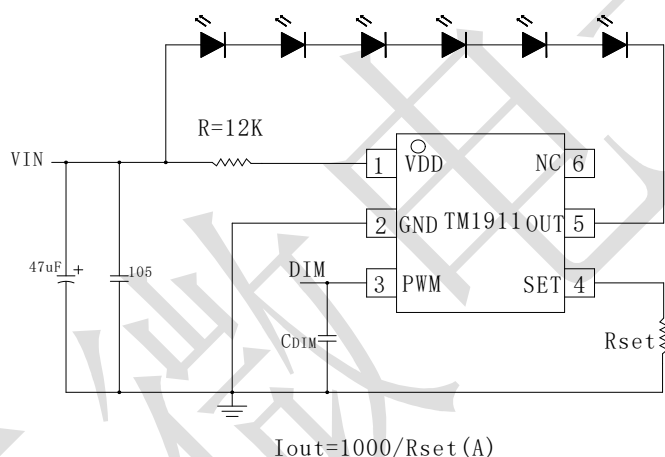 R=12K
VIN
1 VDD
NC 6
2 GND
TM1911
OUT 5
47uF
+
105
DIM
3 PWM
SET 4
CDIM
Rset
Iout=1000/Rset(A)